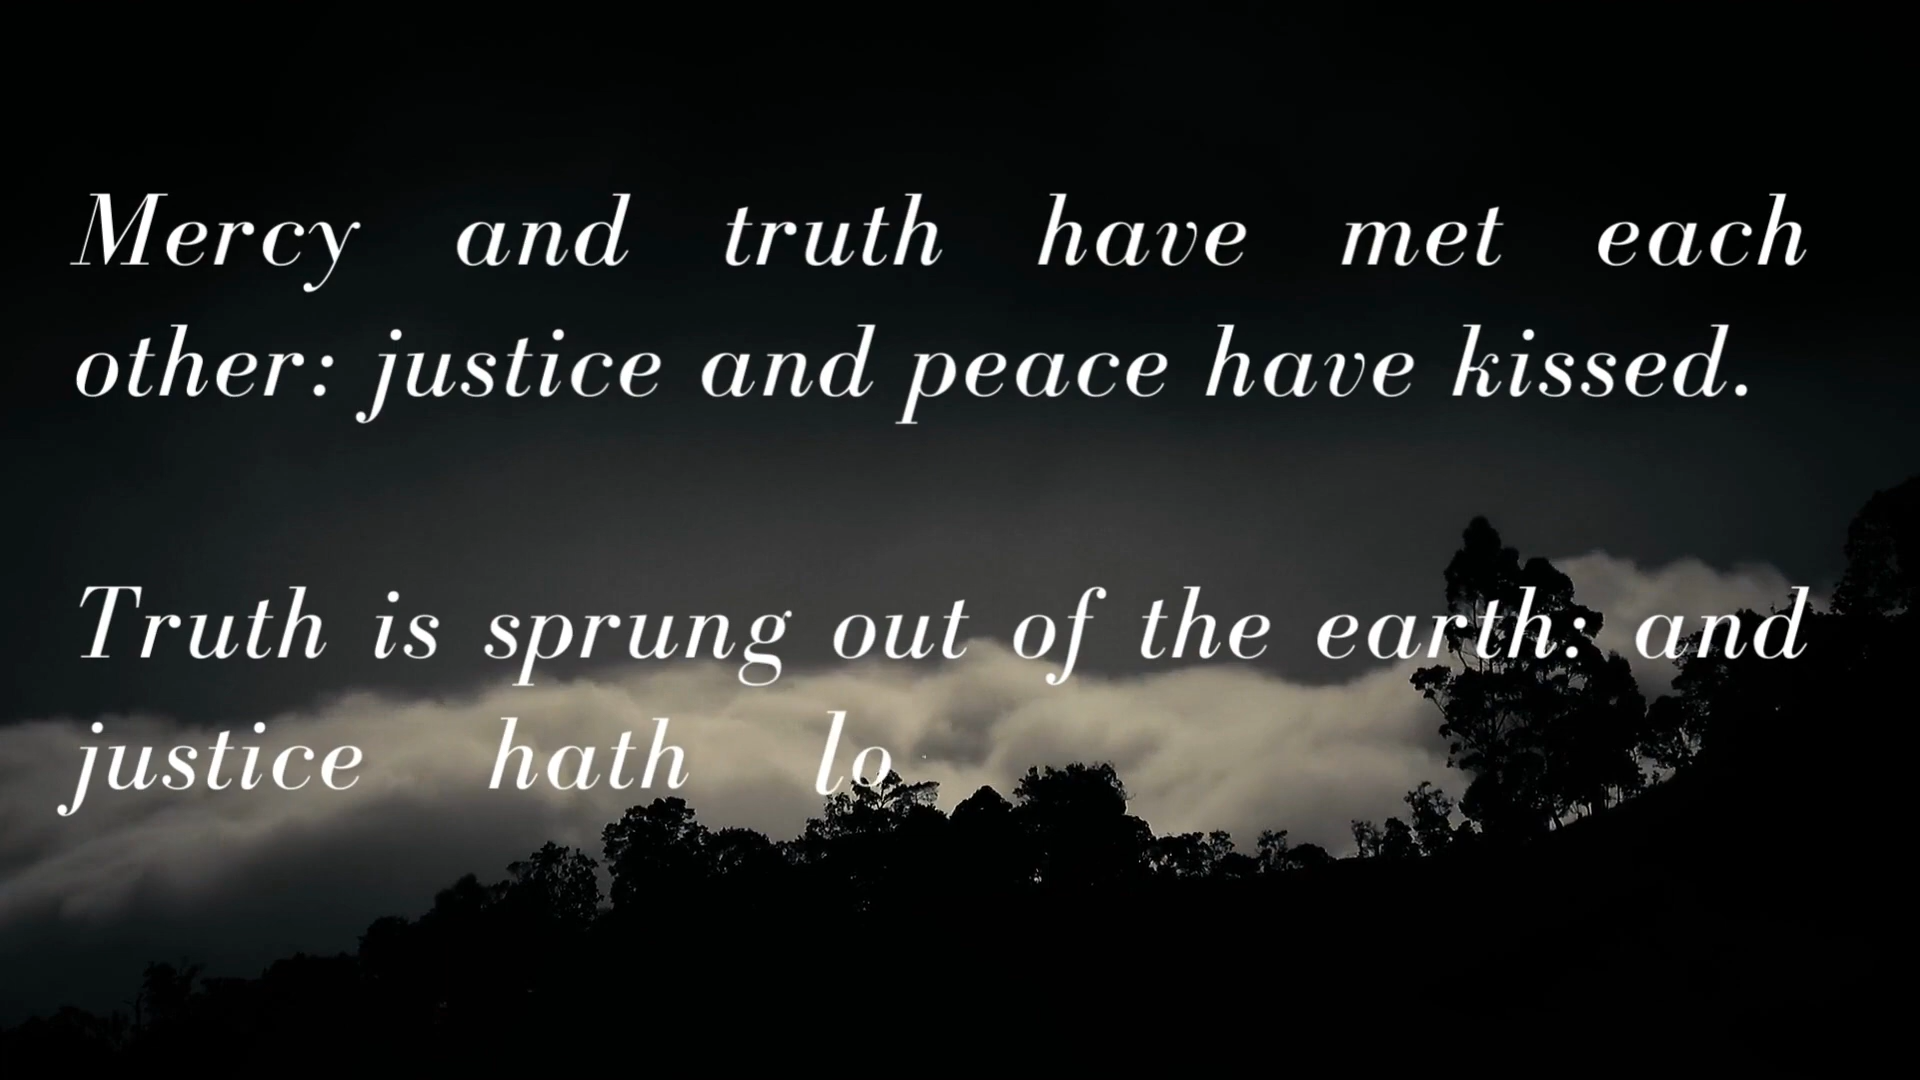 Mercy and truth have met each
other: justice and peace have kissed.
Truth is sprung out of the earth: and
justice hath lo